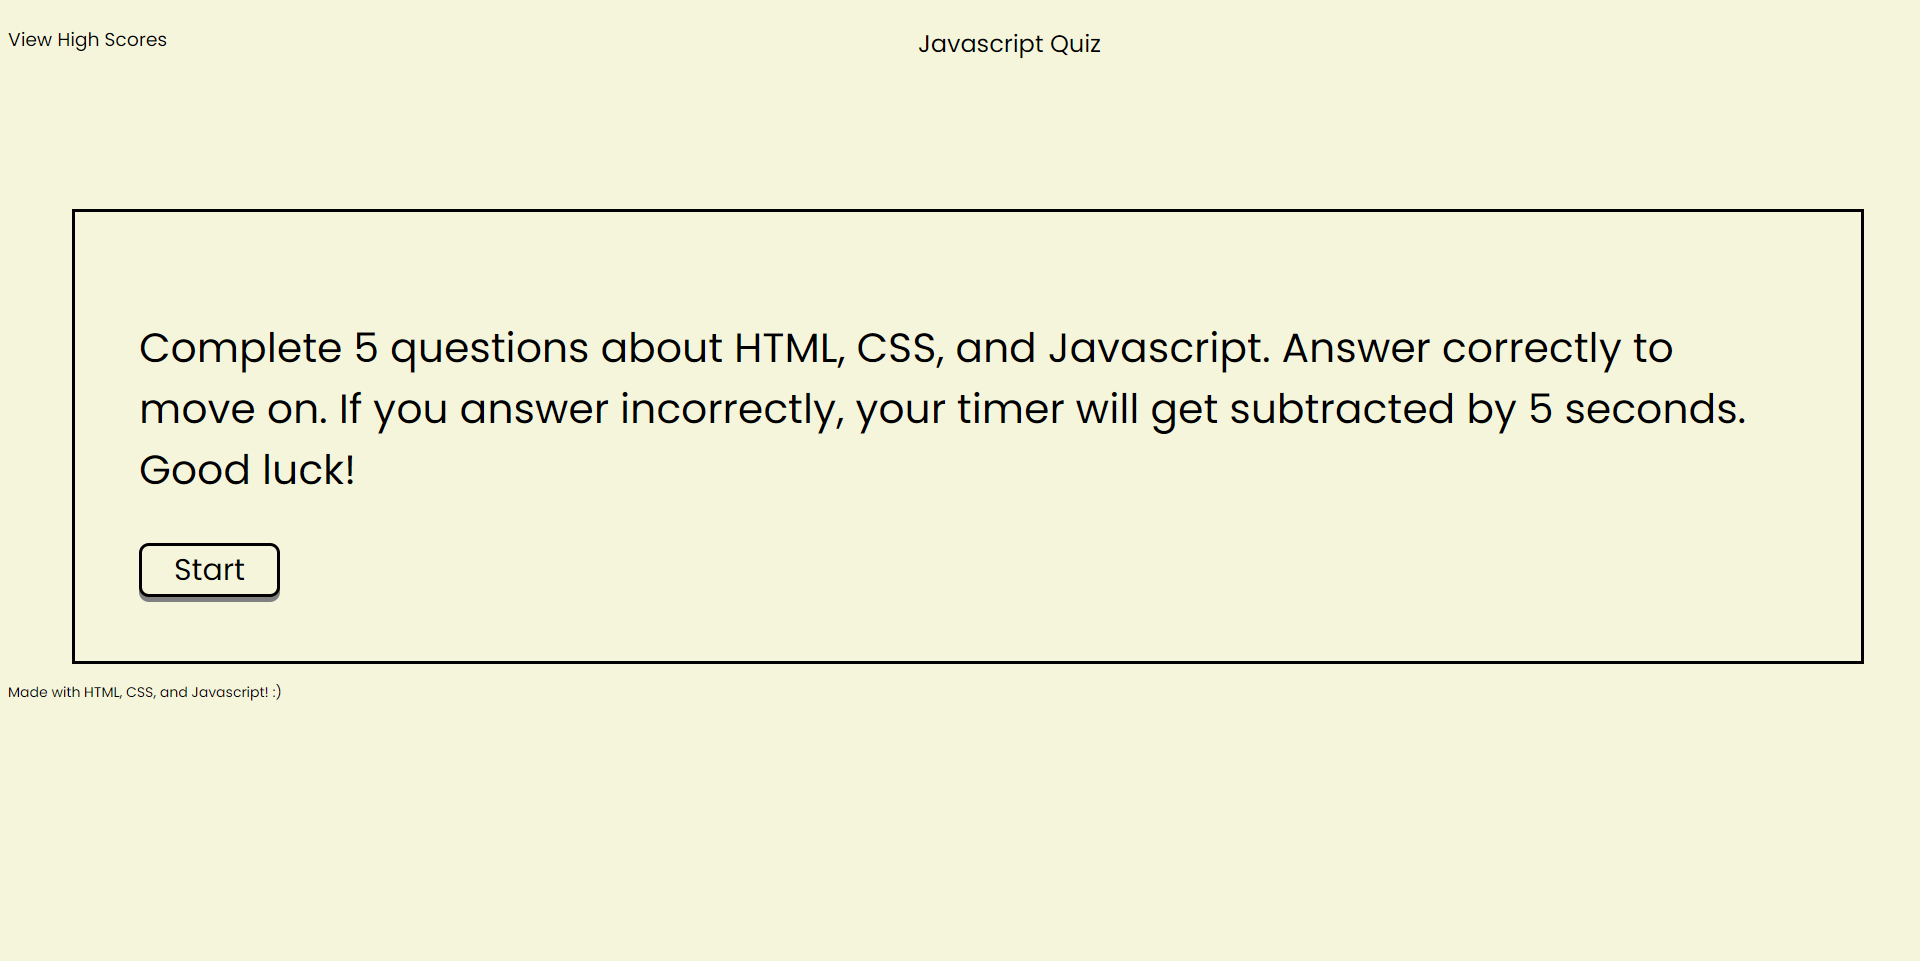 View High Scores
Javascript Quiz
Complete 5 questions about HTML, CSS, and Javascript. Answer correctly to
move on. If you answer incorrectly, your timer will get subtracted by 5 seconds.
Good luck!
Start
Made with HTML, CSS, and Javascript! :)